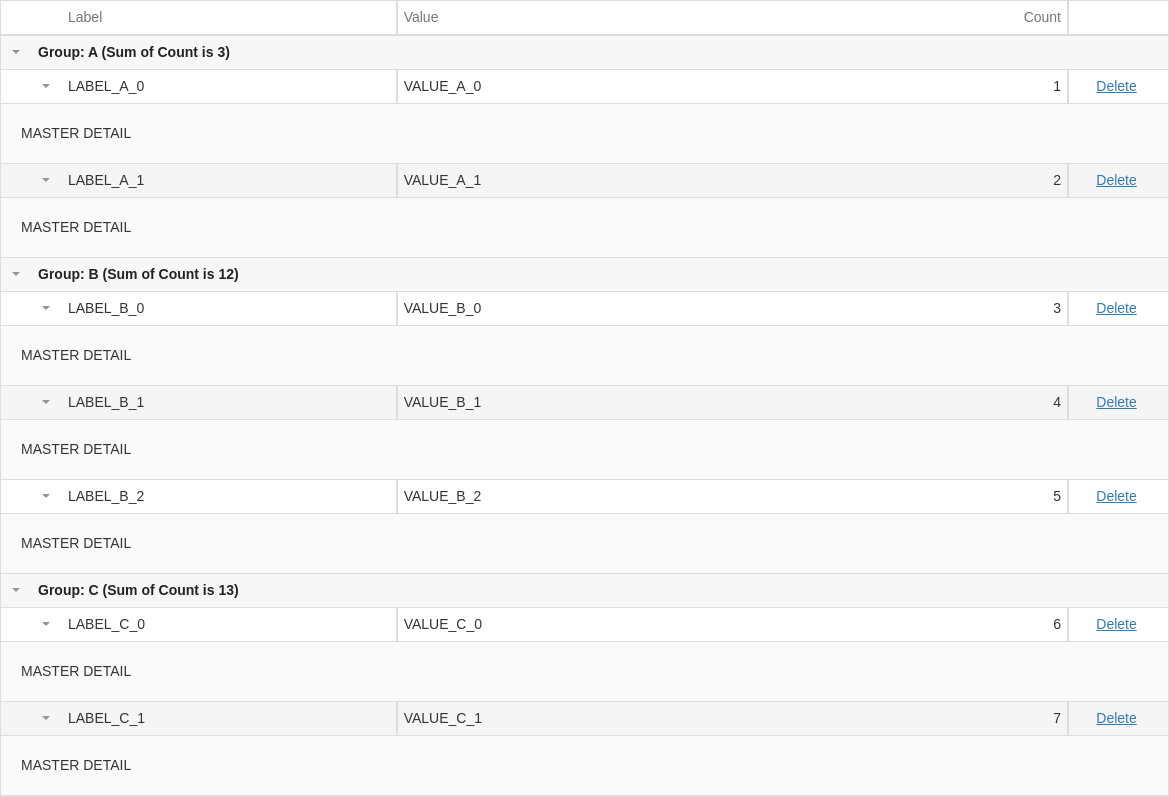 Label Value Count
Group: A (Sum of Count is 3)
LABEL_A_0 VALUE_A_0 1 Delete
MASTER DETAIL
LABEL_A_1 VALUE_A_1 2 Delete
MASTER DETAIL
Group: B (Sum of Count is 12)
LABEL_B_0 VALUE_B_0 3 Delete
MASTER DETAIL
LABEL_B_1 VALUE_B_1 4 Delete
MASTER DETAIL
LABEL_B_2 VALUE_B_2 5 Delete
MASTER DETAIL
Group: C (Sum of Count is 13)
LABEL_C_0 VALUE_C_0 6 Delete
MASTER DETAIL
LABEL_C_1 VALUE_C_1 7 Delete
MASTER DETAIL